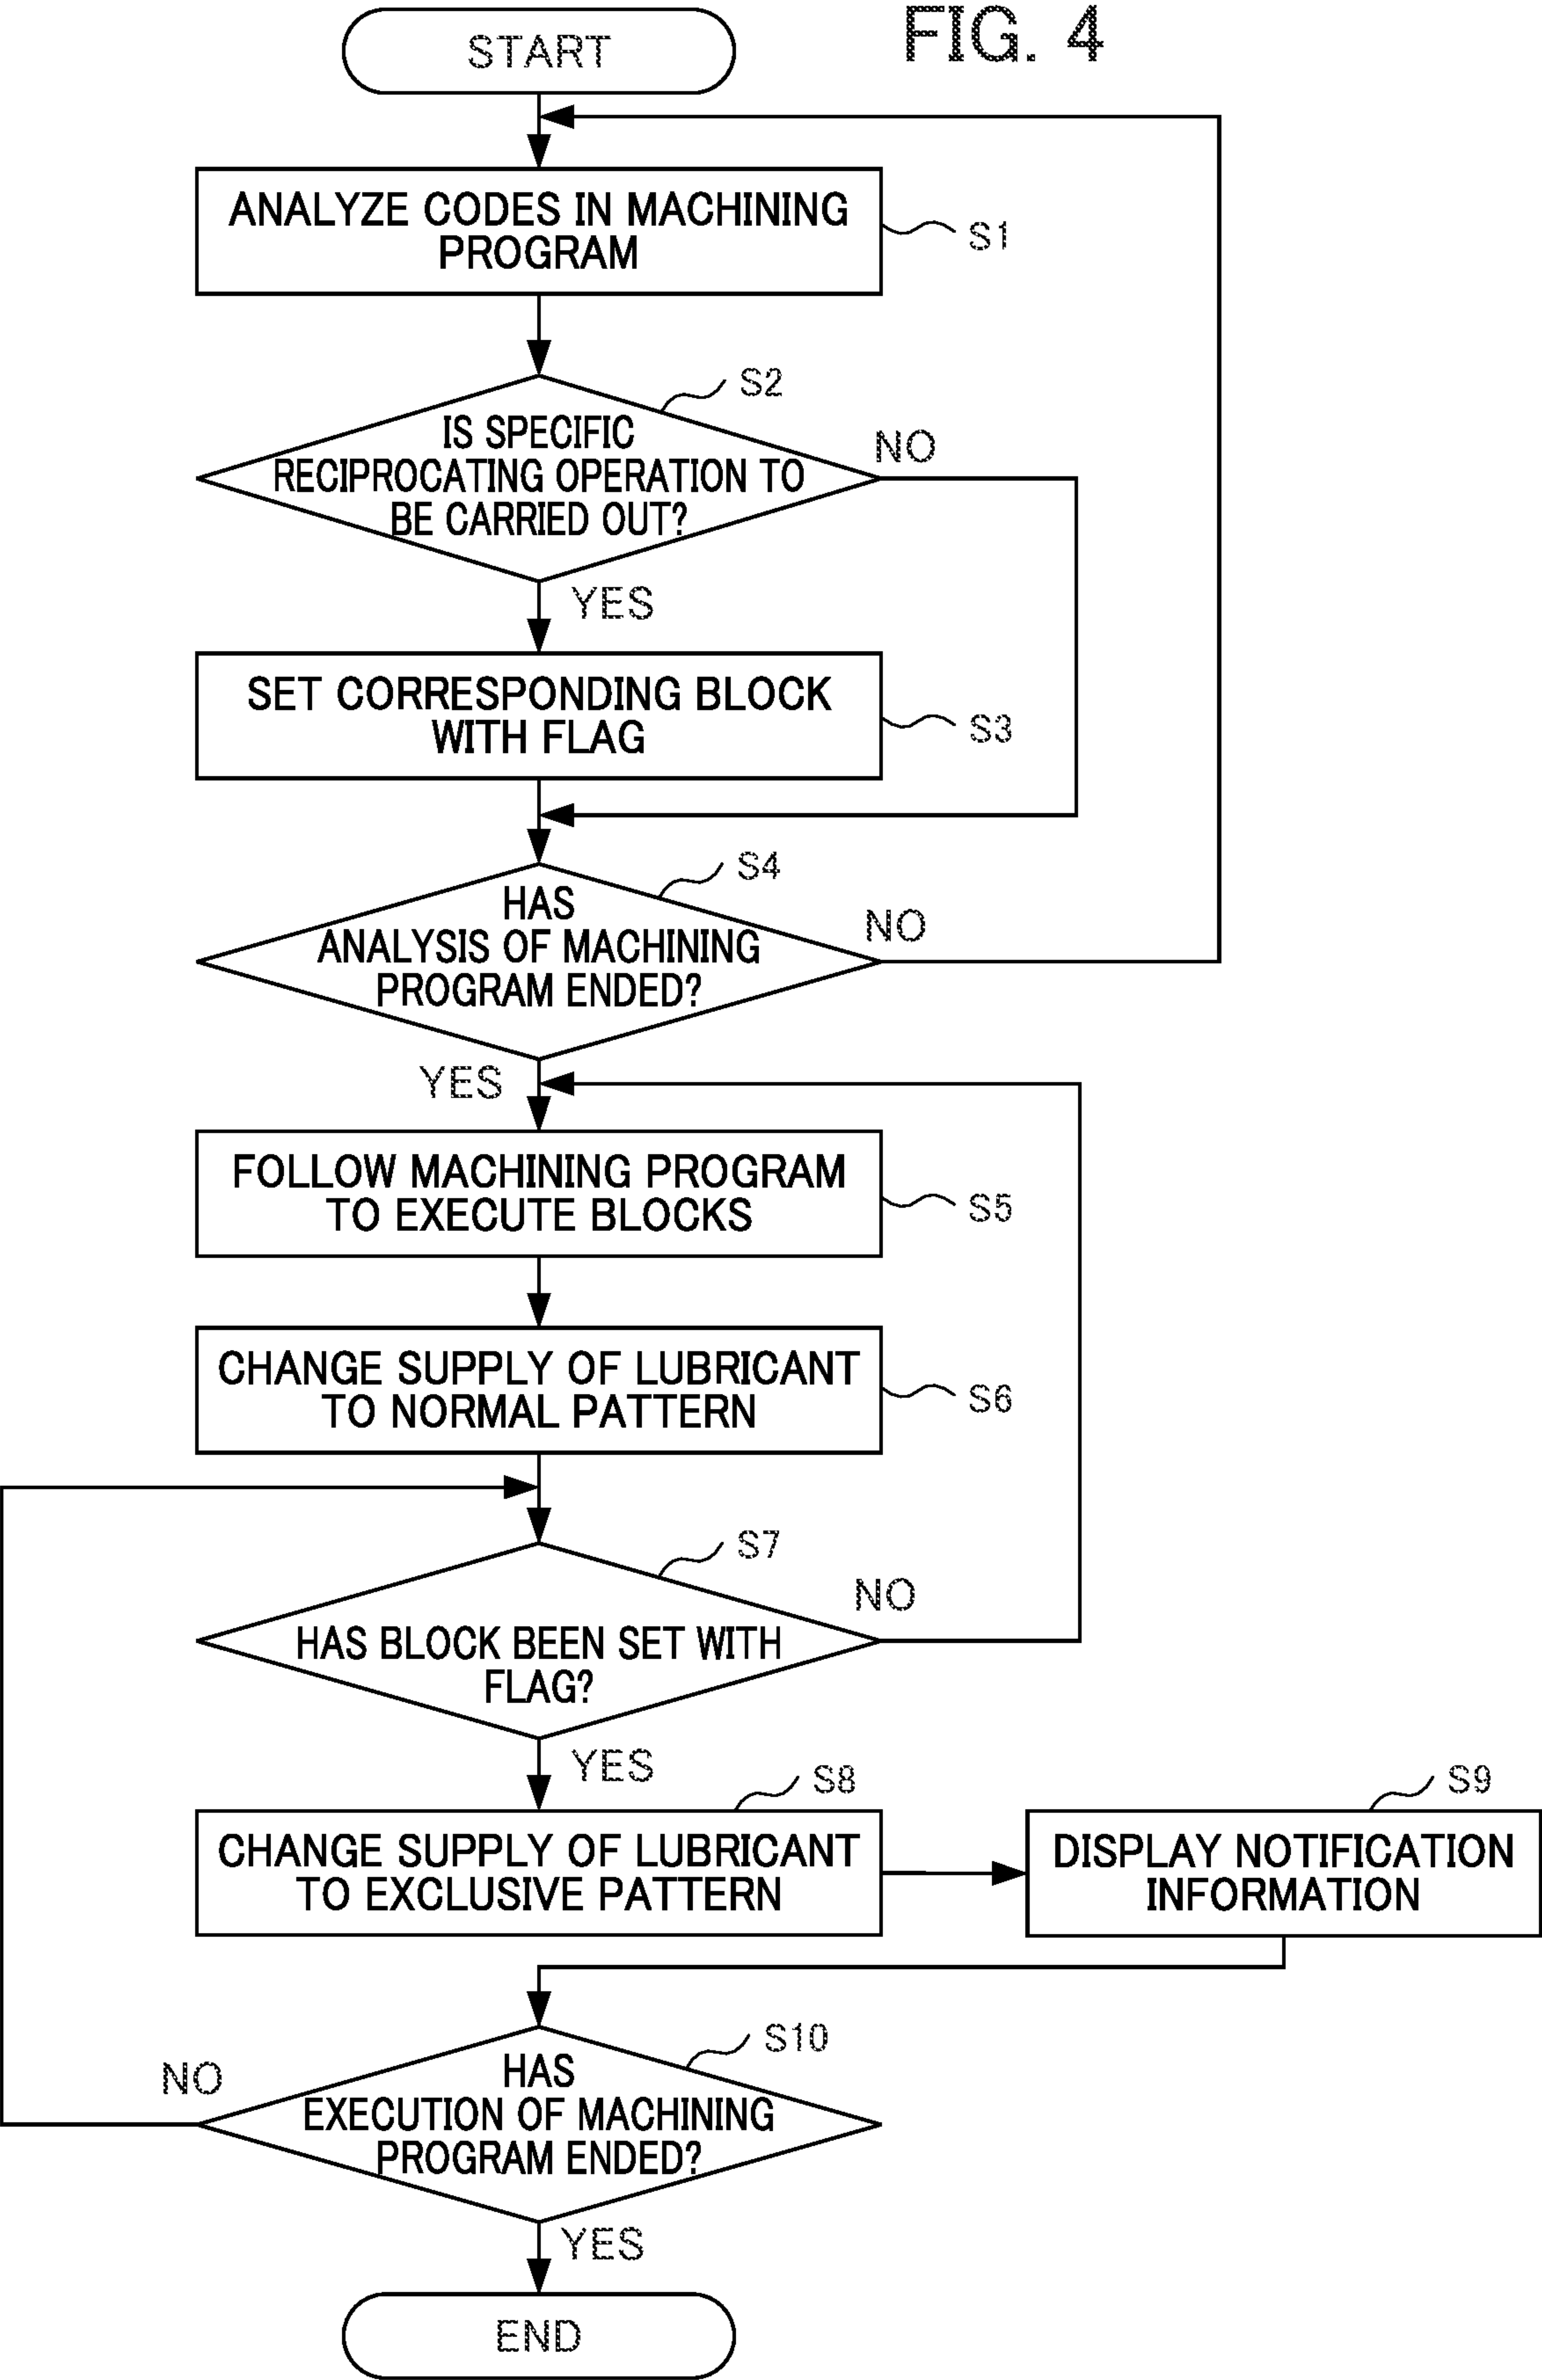 FIG. 4
START
ANALYZE CODES IN MACHINING
PROGRAM
S1
S2
IS SPECIFIC
RECIPROCATING OPERATION TO
BE CARRIED OUT?
NO
YES
SET CORRESPONDING BLOCK
WITH FLAG
S3
S4
HAS
ANALYSIS OF MACHINING
PROGRAM ENDED?
NO
YES
FOLLOW MACHINING PROGRAM
TO EXECUTE BLOCKS
S5
CHANGE SUPPLY OF LUBRICANT
TO NORMAL PATTERN
S6
S7
NO
HAS BLOCK BEEN SET WITH
FLAG?
YES
S8
CHANGE SUPPLY OF LUBRICANT
TO EXCLUSIVE PATTERN
S9
DISPLAY NOTIFICATION
INFORMATION
S10
NO
HAS
EXECUTION OF MACHINING
PROGRAM ENDED?
YES
END